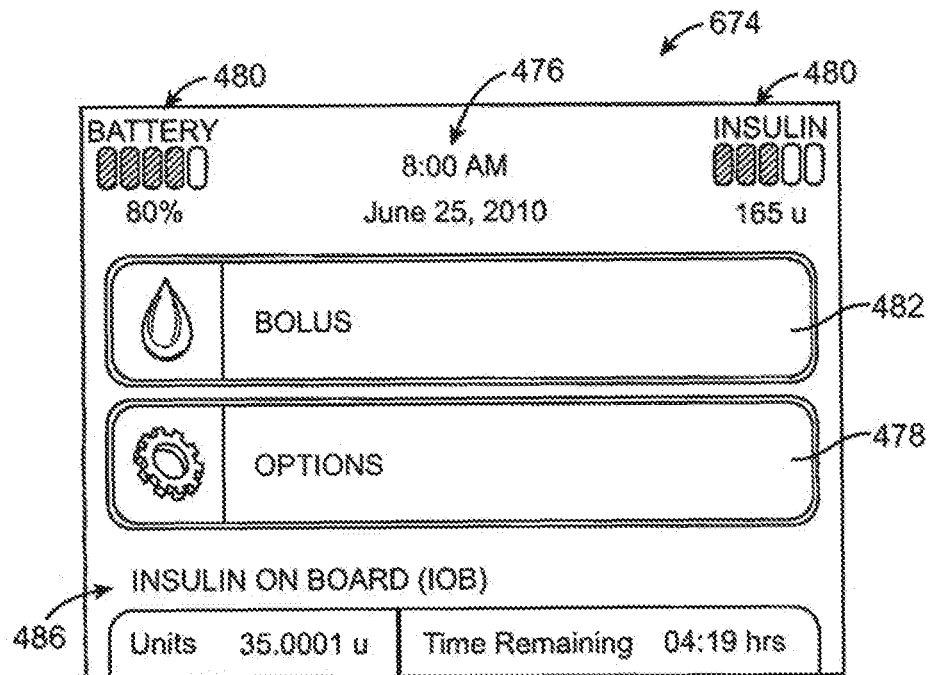 674
480 476 480
BATTERY INSULIN
8:00 AM
80% June 25, 2010 165 u
BOLUS 482
OPTIONS 478
INSULIN ON BOARD (IOB)
486 Units 35.0001 u Time Remaining 04:19 hrs